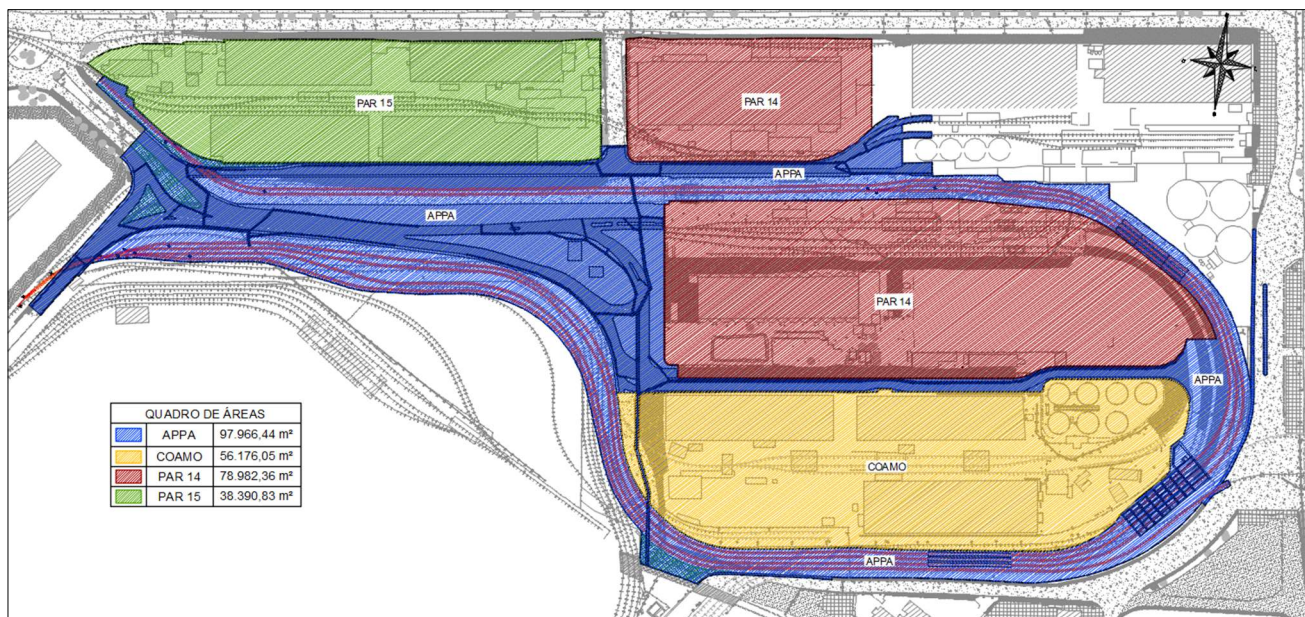 PAR 15
PAR 14
APPA
APPA
PAR 14
APPA
COAMO
APPA
QUADRO DE ÁREAS
APPA 97.966,44 m²
COAMO 56.176,05 m²
PAR 14 78.982,36 m²
PAR 15 38.390,83 m²